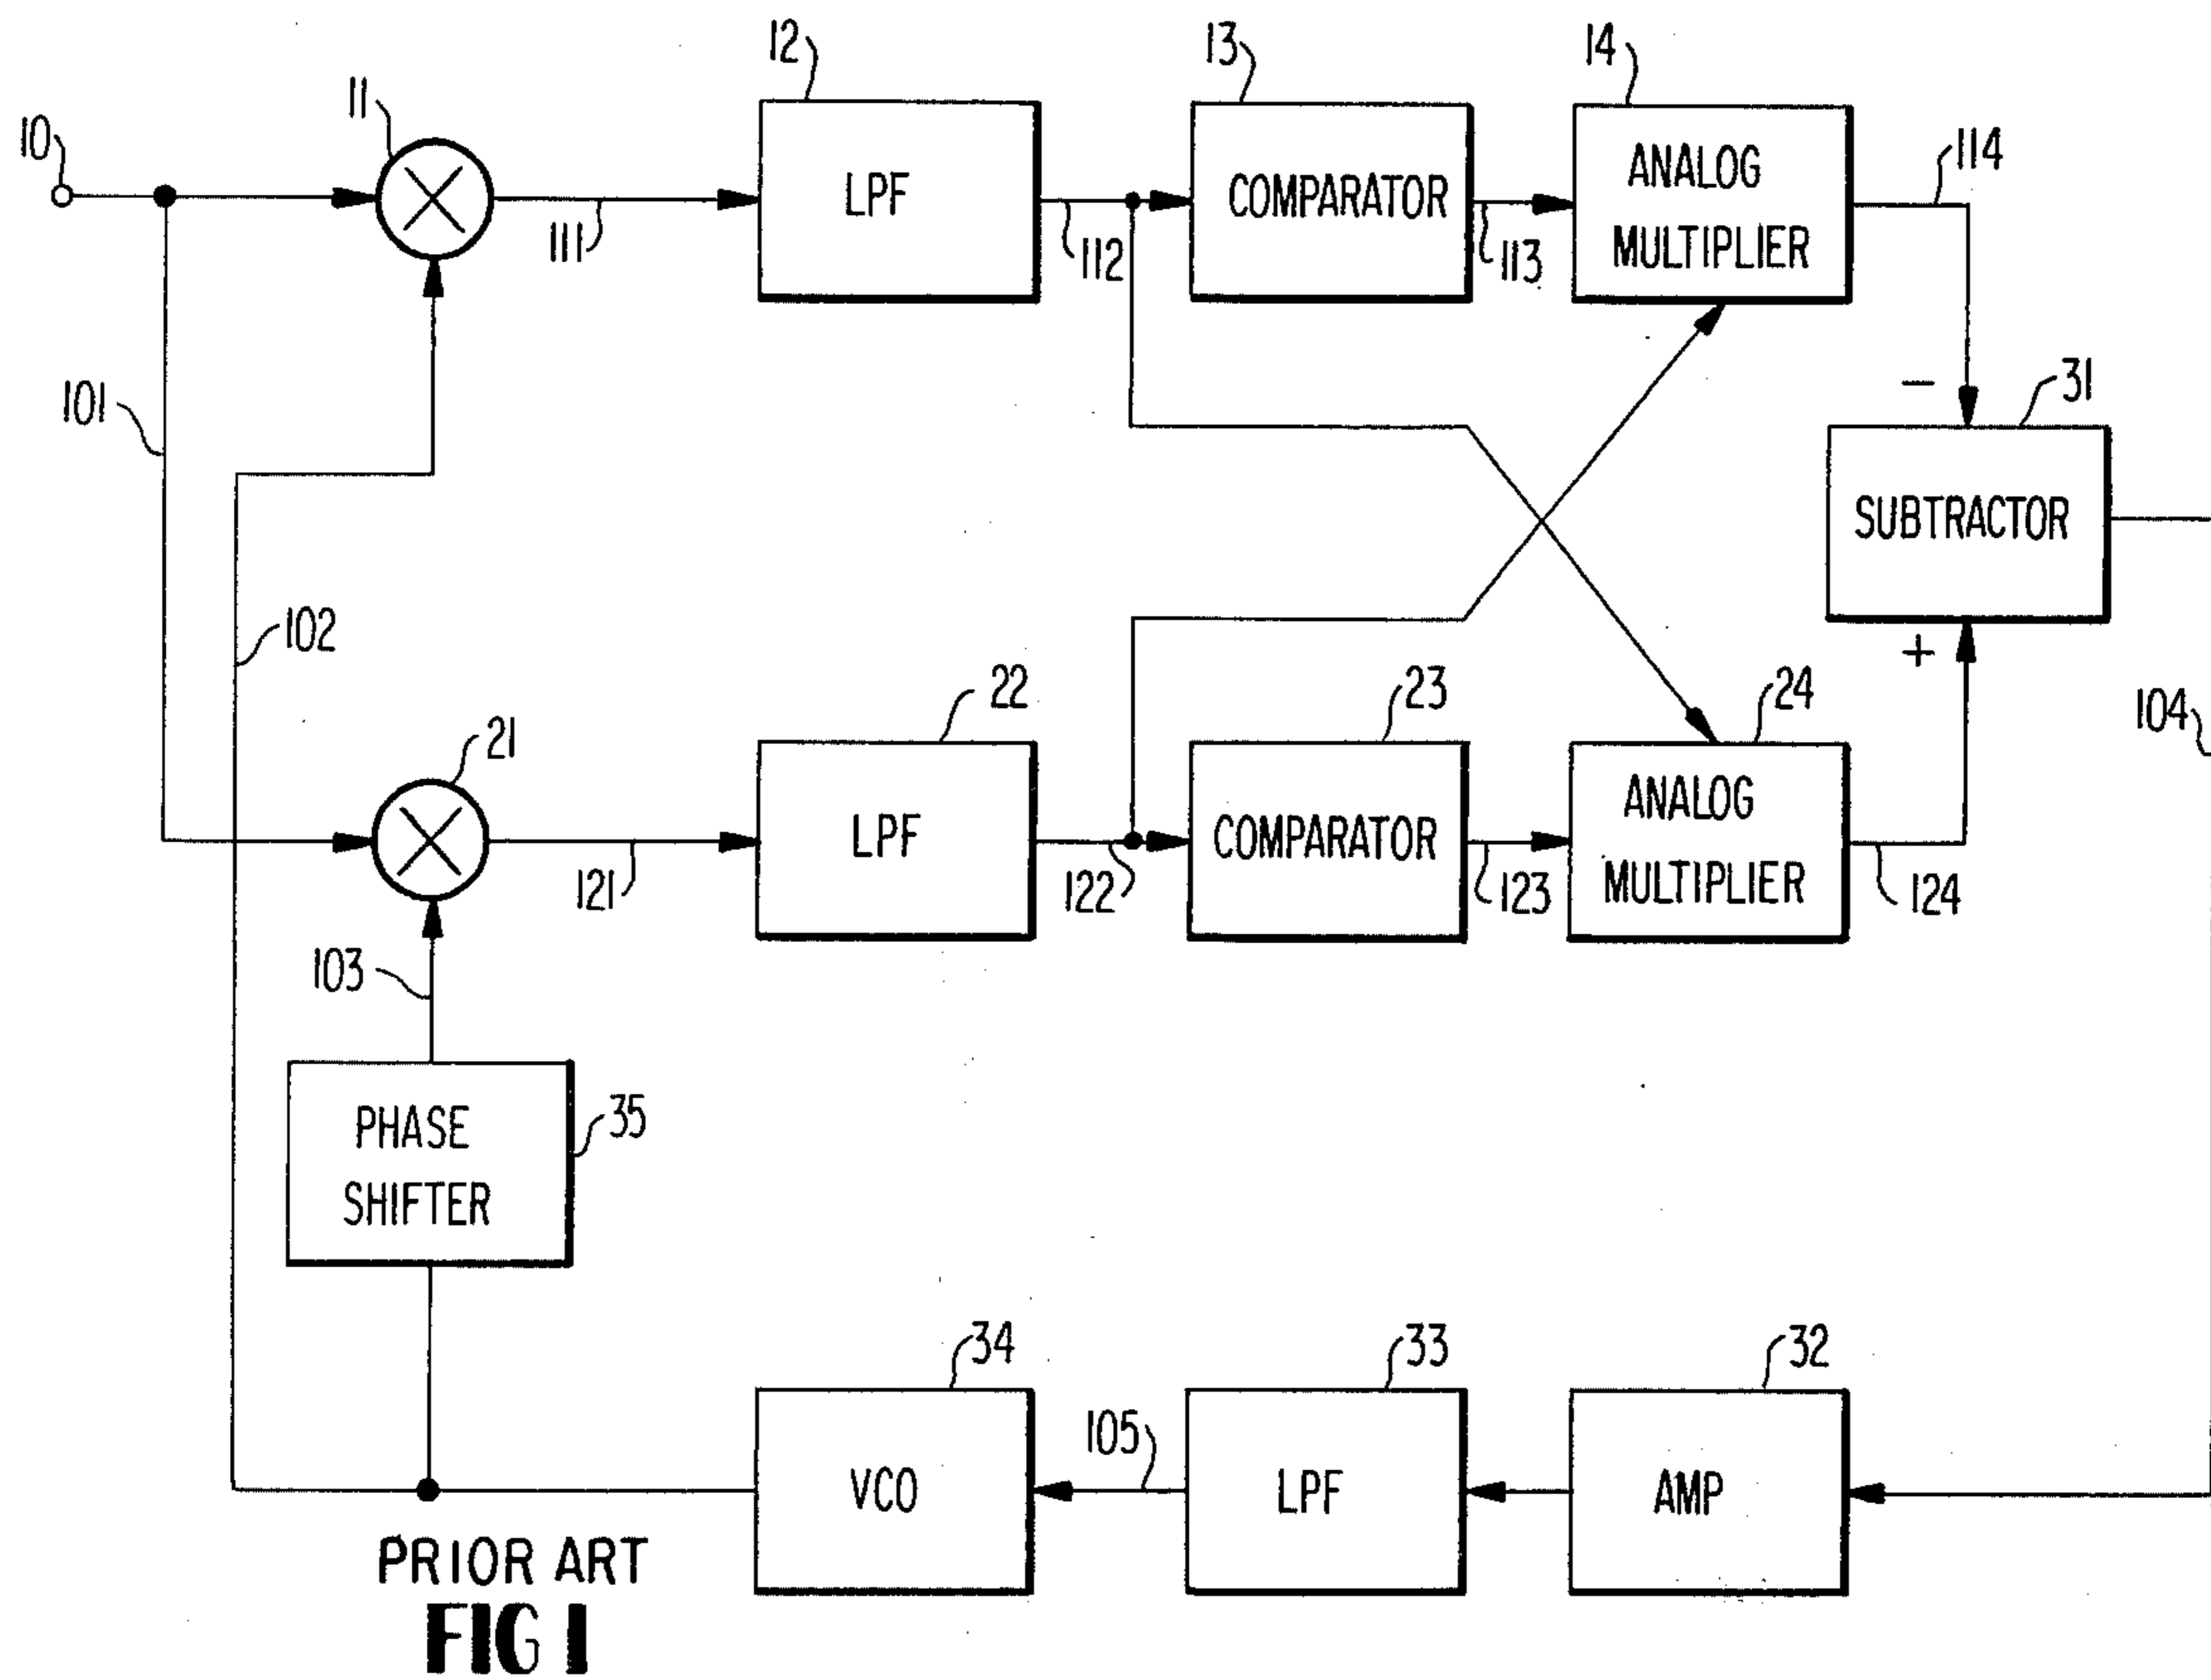 12
13
14
11
10
114
LPF
COMPARATOR
ANALOG
MULTIPLIER
111
112
113
31
101
−
SUBTRACTOR
102
+
22
23
24
104
21
LPF
COMPARATOR
ANALOG
MULTIPLIER
121
122
123
124
103
PHASE
SHIFTER
35
34
33
32
105
VCO
LPF
AMP
PRIOR ART
FIG 1